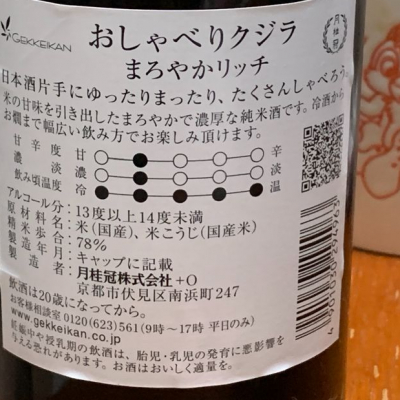 GEKKEIKAN
おしゃべりクジラ
まろやかリッチ
月桂冠
日本酒片手にゆったりまったり、たくさんしゃべろう。
米の甘味を引き出したまろやかで濃厚な純米酒です。冷酒から
お燗まで幅広い飲み方でお楽しみ頂けます。
甘辛度 甘 辛
濃淡 濃 淡
飲み頃温度 冷 温
アルコール分:13度以上14度未満
原材料名:米(国産)、米こうじ(国産米)
精米歩合:78%
製造年月:キャップに記載
製造者:月桂冠株式会社+O
京都市伏見区南浜町247
飲酒は20歳になってから。
お客様相談 0120(623)561(9時〜17時 平日のみ)
www.gekkeikan.co.jp
妊娠中や授乳期の飲酒は、胎児・乳児の発育に悪影響を
与える恐れがあります。お酒はおいしく適量を。
4901030294963